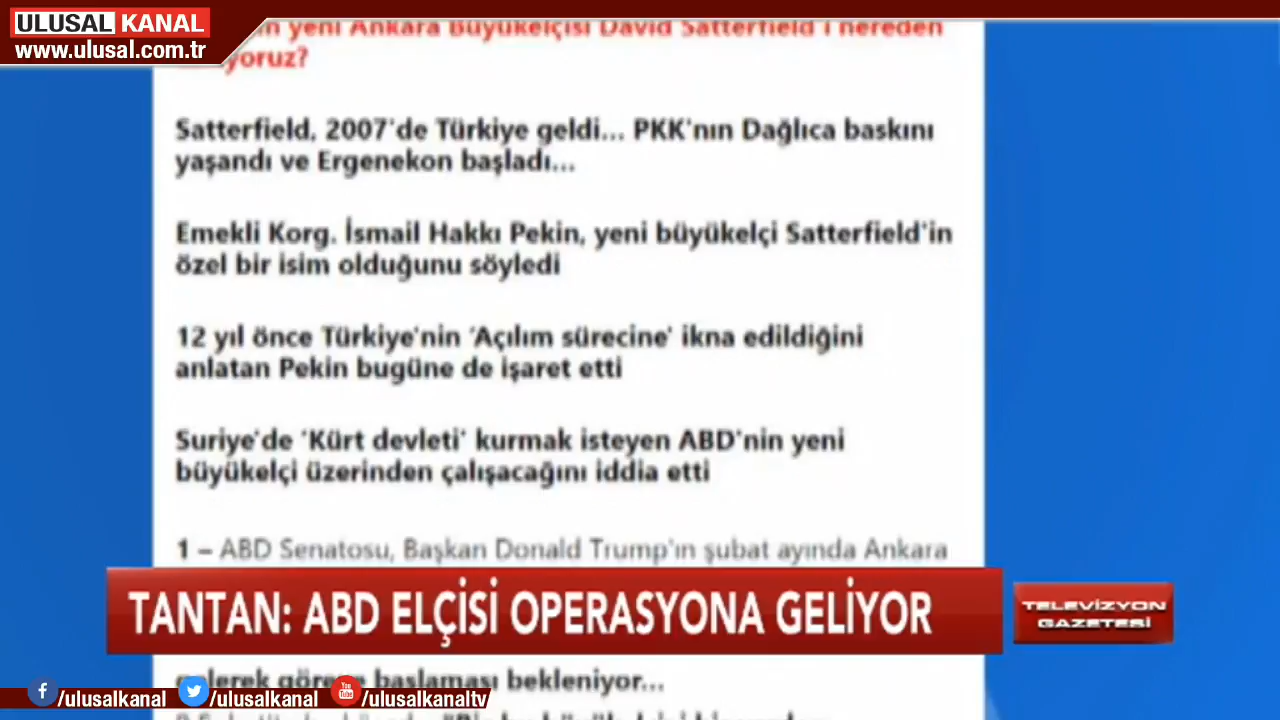 ULUSAL KANAL
www.ulusal.com.tr
yeni Ankara Büyükelçisi David Satterfield'i nereden
Satterfield, 2007'de Türkiye geldi... PKK'nın Dağlıca baskını
yaşandı ve Ergenekon başladı...
Emekli Korg. İsmail Hakkı Pekin, yeni büyükelçi Satterfield'in
özel bir isim olduğunu söyledi
12 yıl önce Türkiye'nin 'Açılım sürecine' ikna edildiğini
anlatan Pekin bugüne de işaret etti
Suriye'de 'Kürt devleti' kurmak isteyen ABD'nin yeni
büyükelçi üzerinden çalışacağını iddia etti
1 – ABD Senatosu, Başkan Donald Trump'ın şubat ayında Ankara
TANTAN: ABD ELÇİSİ OPERASYONA GELİYOR
TELEVİZYON
GAZETESİ
başlaması bekleniyor...
/ulusalkanal /ulusalkanal You Tube /ulusalkanaltv